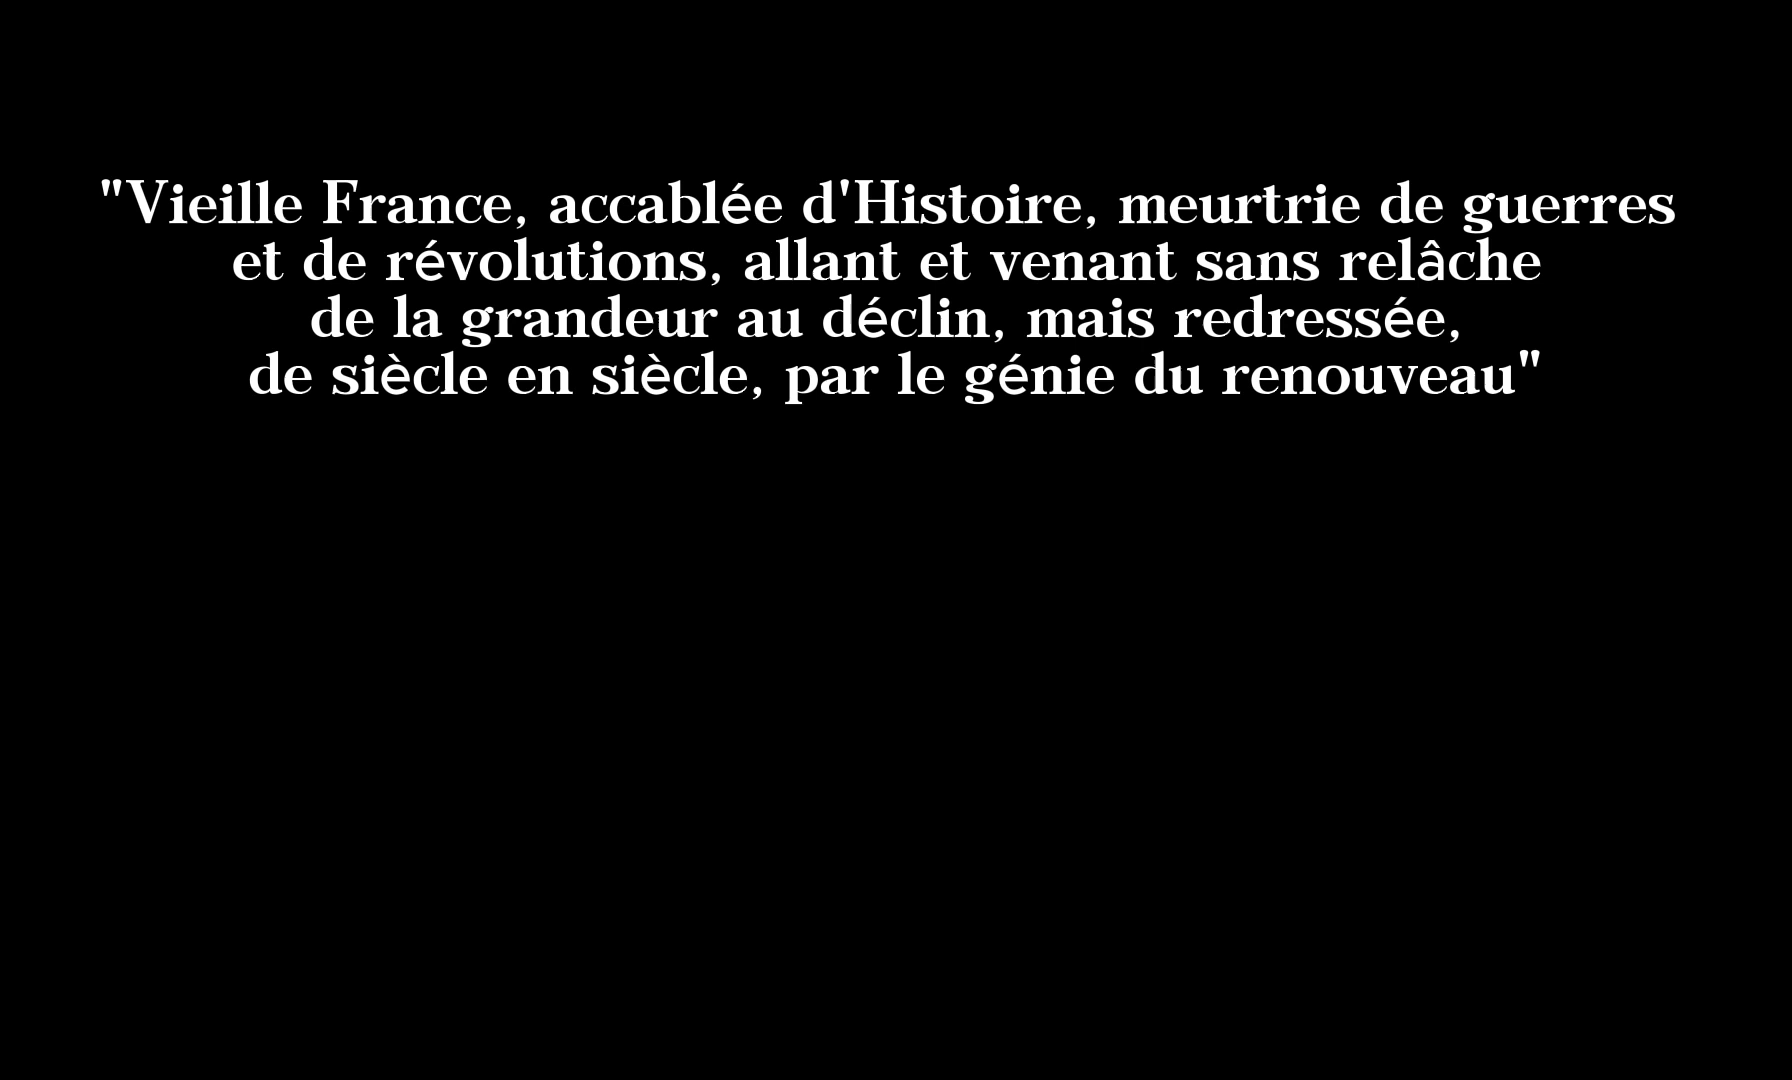 "Vieille France, accablée d'Histoire, meurtrie de guerres
et de révolutions, allant et venant sans relâche
de la grandeur au déclin, mais redressée,
de siècle en siècle, par le génie du renouveau"